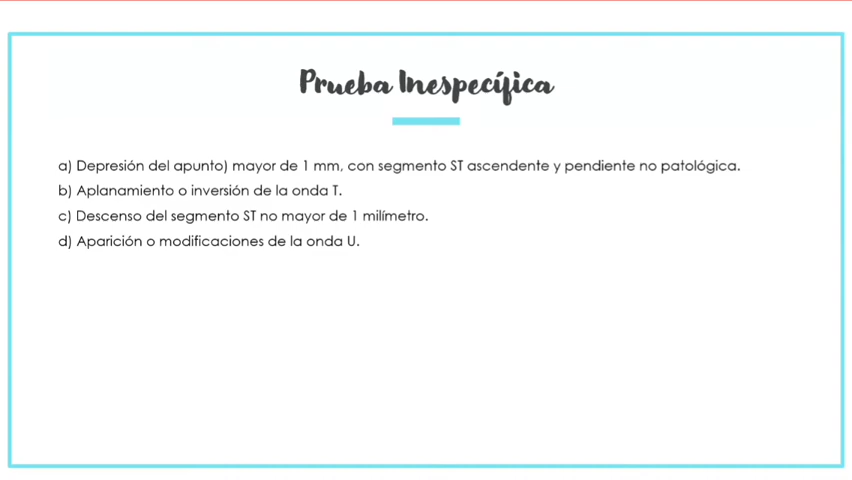 Prueba Inespecífica
a) Depresión del apunto) mayor de 1 mm, con segmento ST ascendente y pendiente no patológica.
b) Aplanamiento o inversión de la onda T.
c) Descenso del segmento ST no mayor de 1 milímetro.
d) Aparición o modificaciones de la onda U.